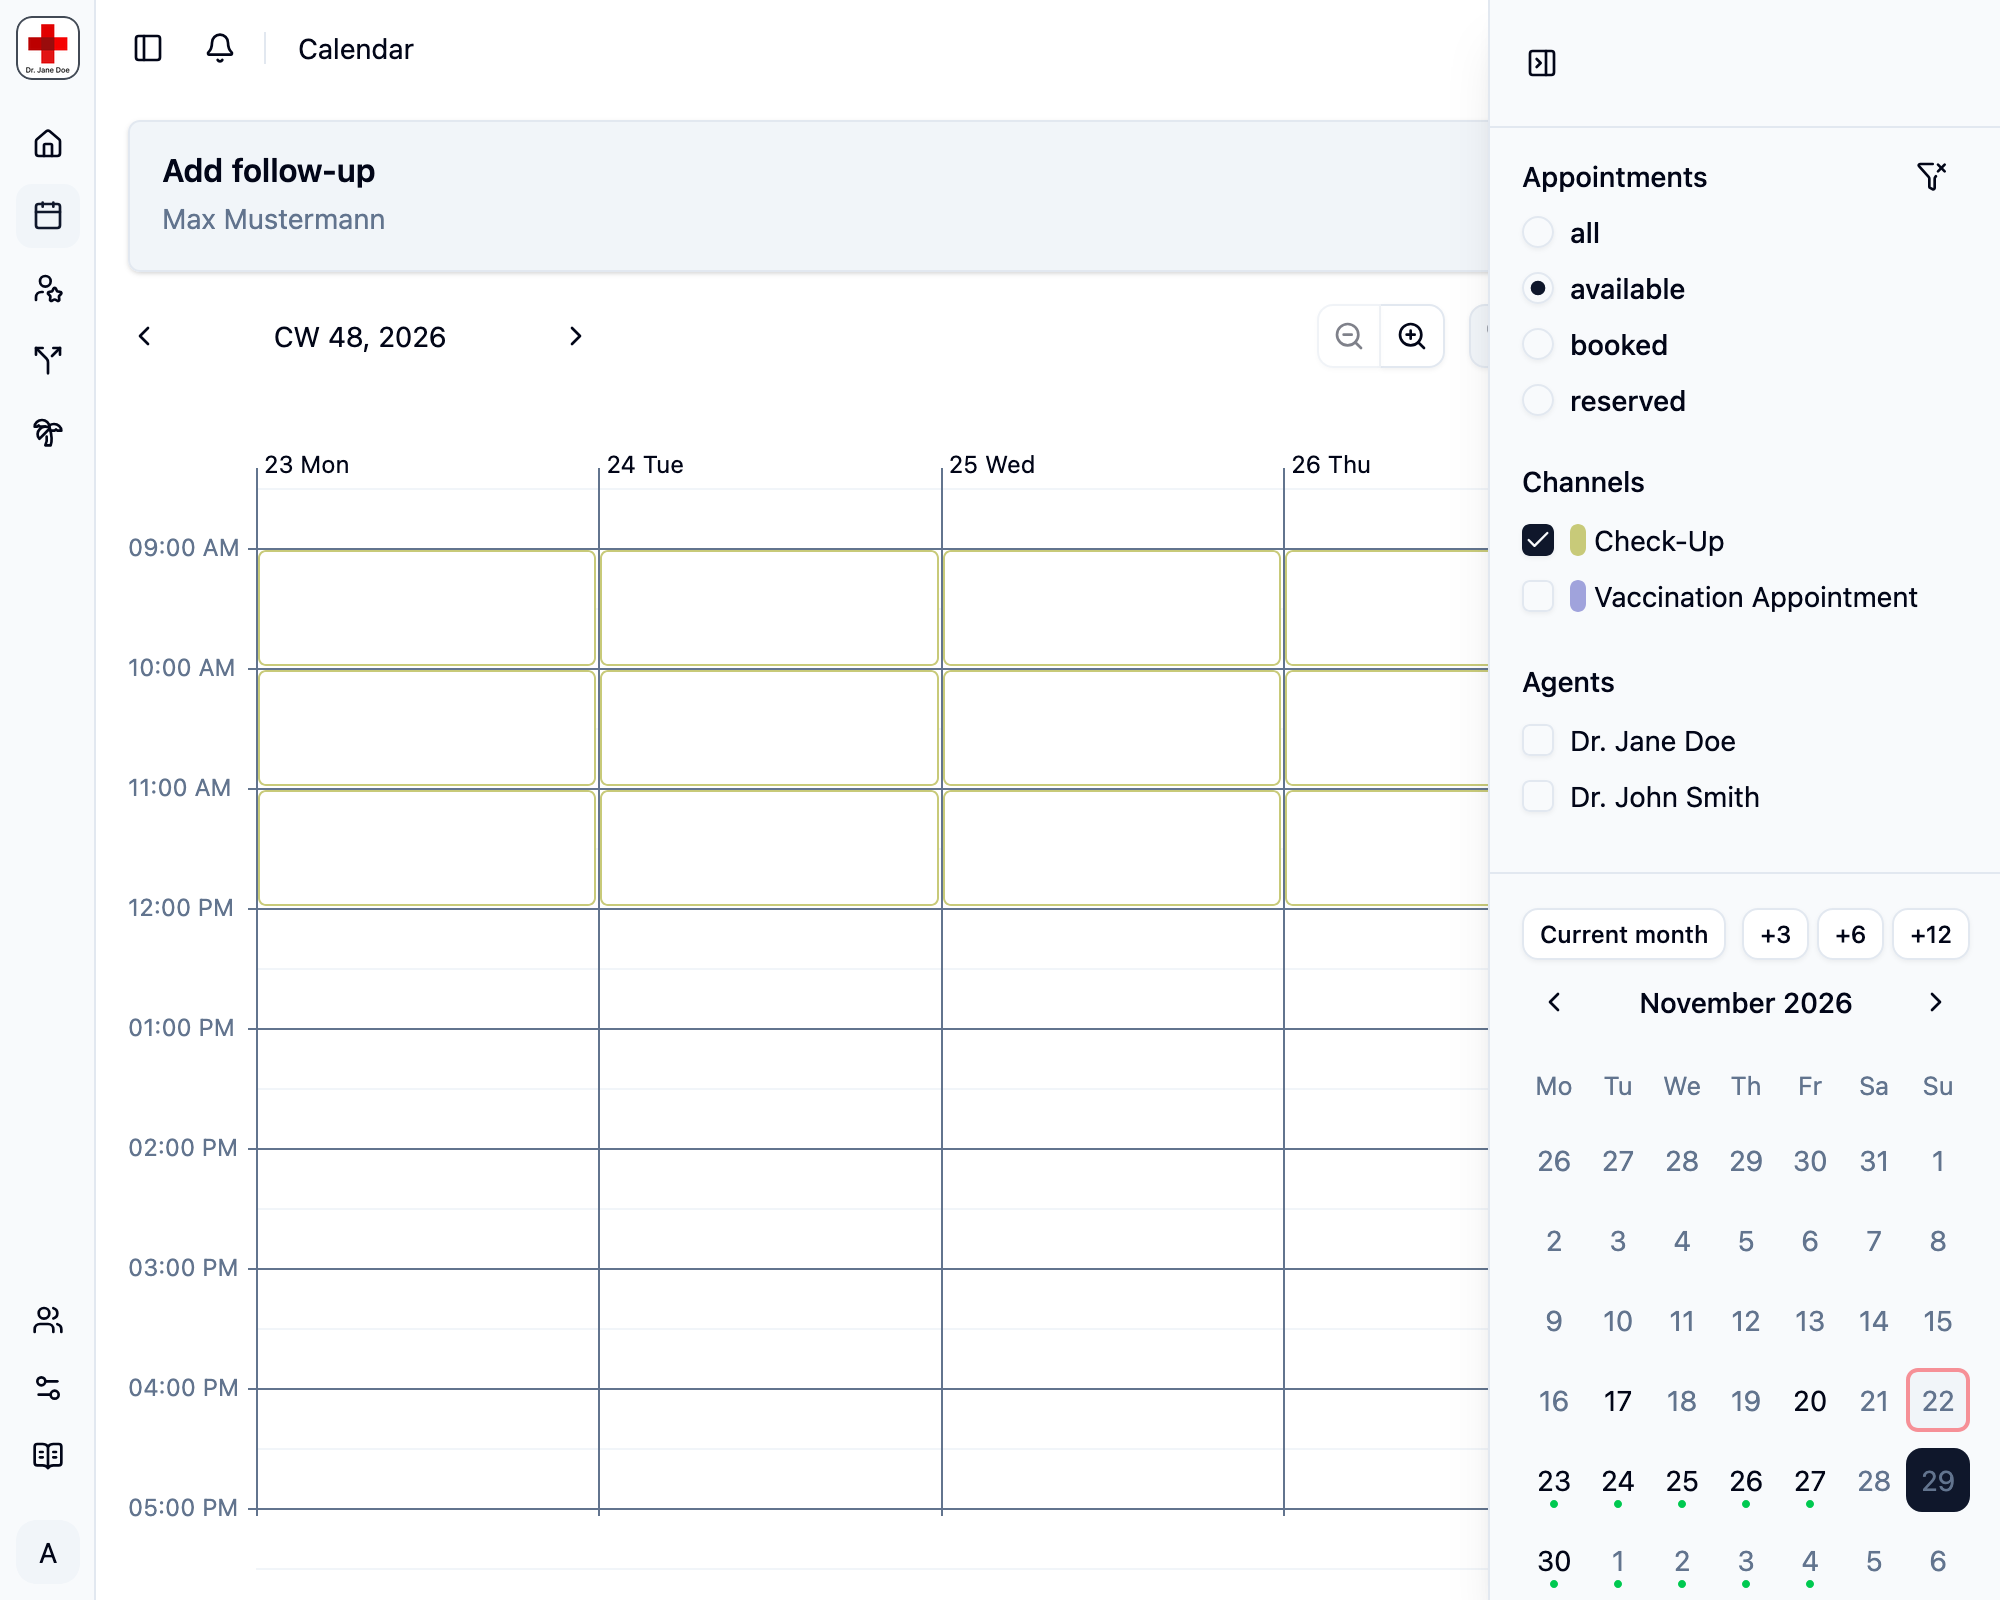 Dr. Jane Doe
Calendar
Add follow-up
Max Mustermann
CW 48, 2026
23 Mon 24 Tue 25 Wed 26 Thu
09:00 AM
10:00 AM
11:00 AM
12:00 PM
01:00 PM
02:00 PM
03:00 PM
04:00 PM
05:00 PM
A
Appointments
all
available
booked
reserved
Channels
Check-Up
Vaccination Appointment
Agents
Dr. Jane Doe
Dr. John Smith
Current month +3 +6 +12
November 2026
Mo Tu We Th Fr Sa Su
26 27 28 29 30 31 1
2 3 4 5 6 7 8
9 10 11 12 13 14 15
16 17 18 19 20 21 22
23 24 25 26 27 28 29
30 1 2 3 4 5 6